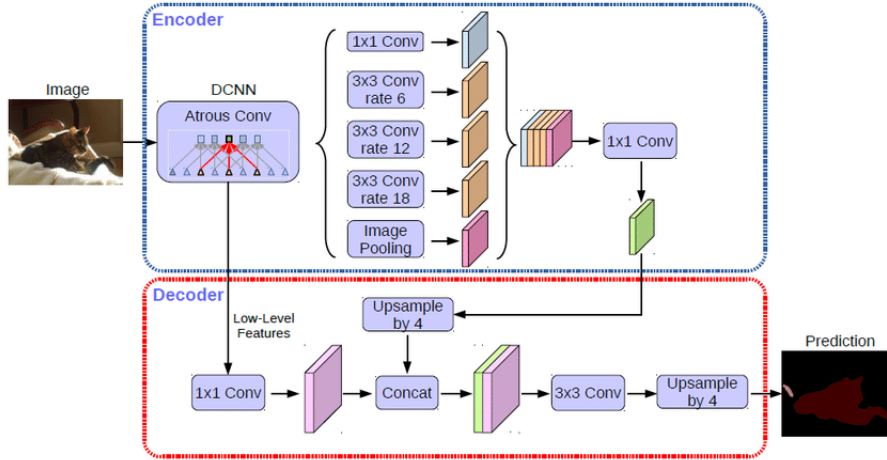 Encoder
Image
DCNN
Atrous Conv
1x1 Conv
3x3 Conv
rate 6
3x3 Conv
rate 12
3x3 Conv
rate 18
Image
Pooling
1x1 Conv
Decoder
Low-Level
Features
Upsample
by 4
1x1 Conv
Concat
3x3 Conv
Upsample
by 4
Prediction